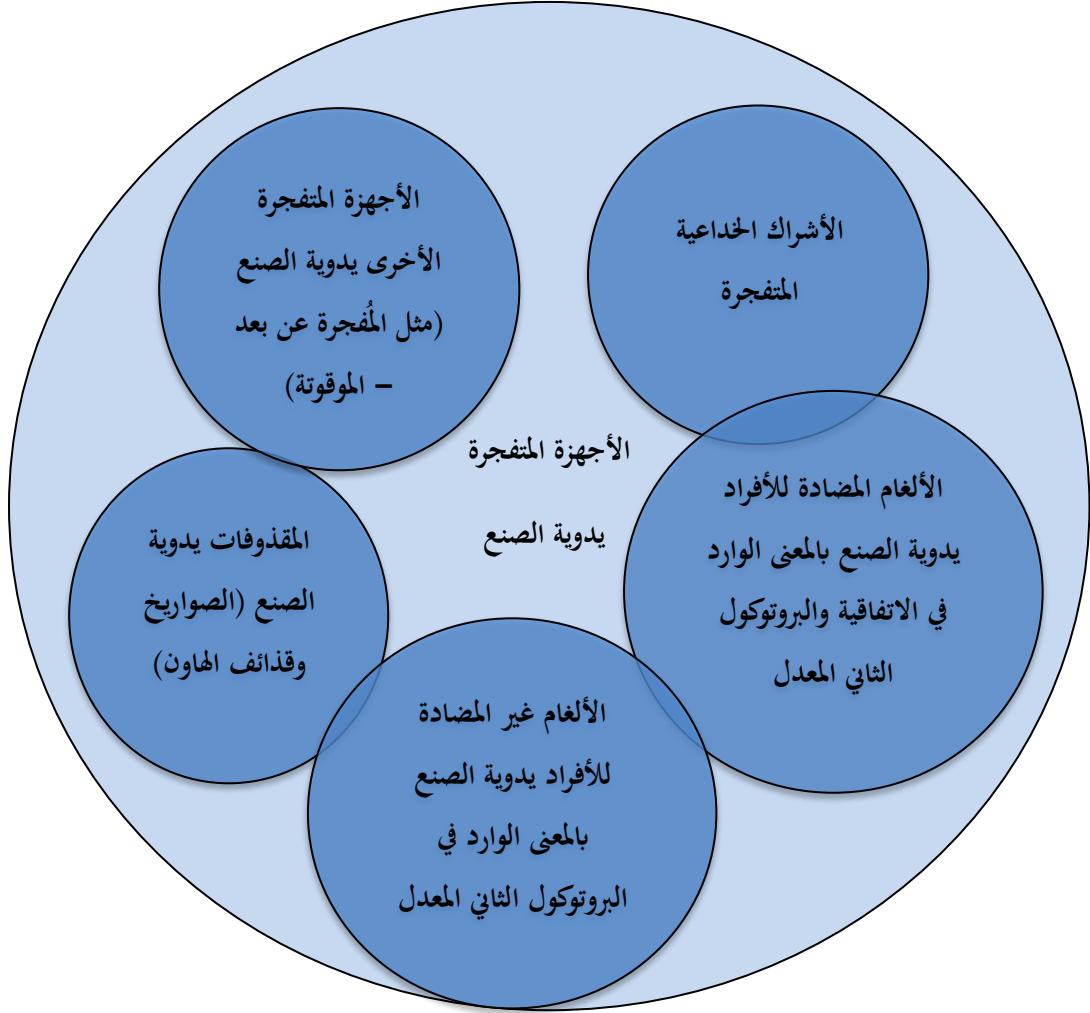 الأشراك الخداعية
المتفجرة
الأجهزة المتفجرة
الأخرى يدوية الصنع
(مثل المُفجرة عن بعد
– الموقوتة)
الأجهزة المتفجرة
يدوية الصنع
الألغام المضادة للأفراد
يدوية الصنع بالمعنى الوارد
في الاتفاقية والبروتوكول
الثاني المعدل
المقذوفات يدوية
الصنع (الصواريخ
وقذائف الهاون)
الألغام غير المضادة
للأفراد يدوية الصنع
بالمعنى الوارد في
البروتوكول الثاني المعدل